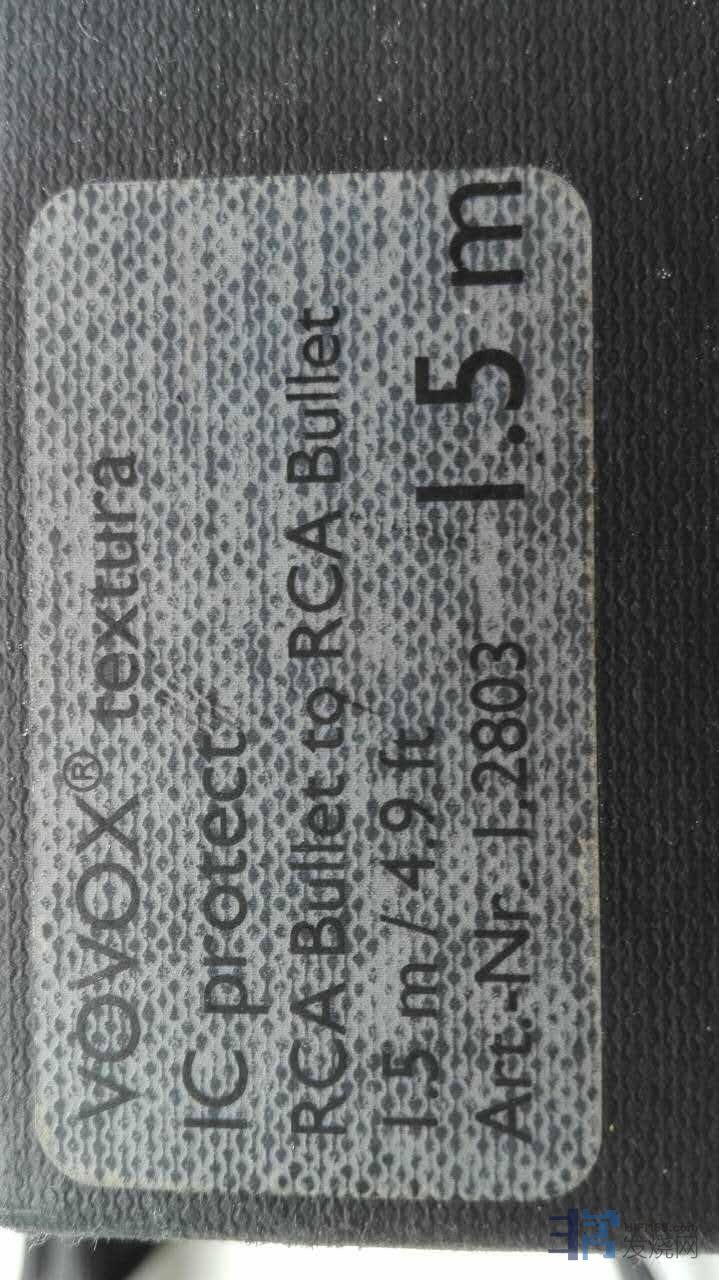 VOVOX® textura
IC protect
RCA Bullet to RCA Bullet
1.5 m / 4.9 ft
Art.-Nr. 1.2803
1.5 m
发烧网